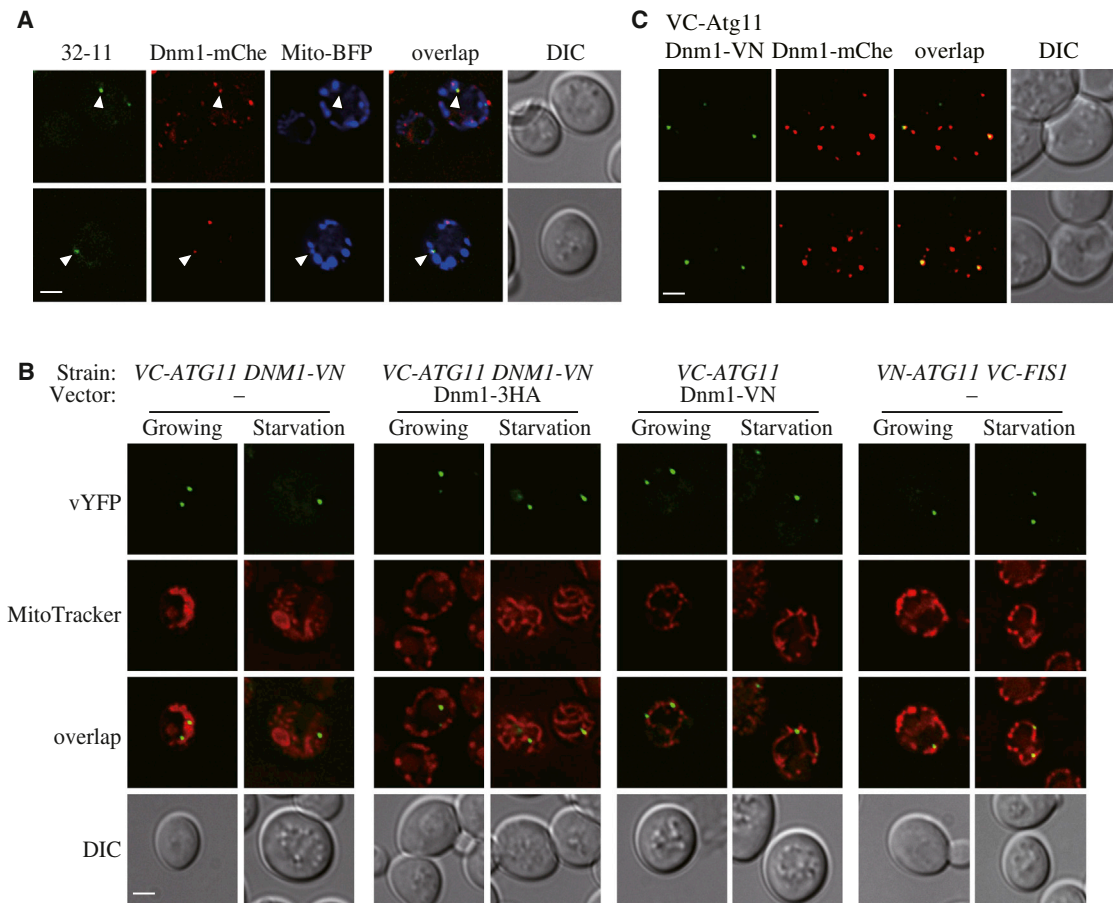 A
32-11 Dnm1-mChe Mito-BFP overlap DIC
C VC-Atg11
Dnm1-VN Dnm1-mChe overlap DIC
B Strain: VC-ATG11 DNM1-VN VC-ATG11 DNM1-VN VC-ATG11 VN-ATG11 VC-FIS1
Vector: – Dnm1-3HA Dnm1-VN –
Growing Starvation Growing Starvation Growing Starvation Growing Starvation
vYFP
MitoTracker
overlap
DIC